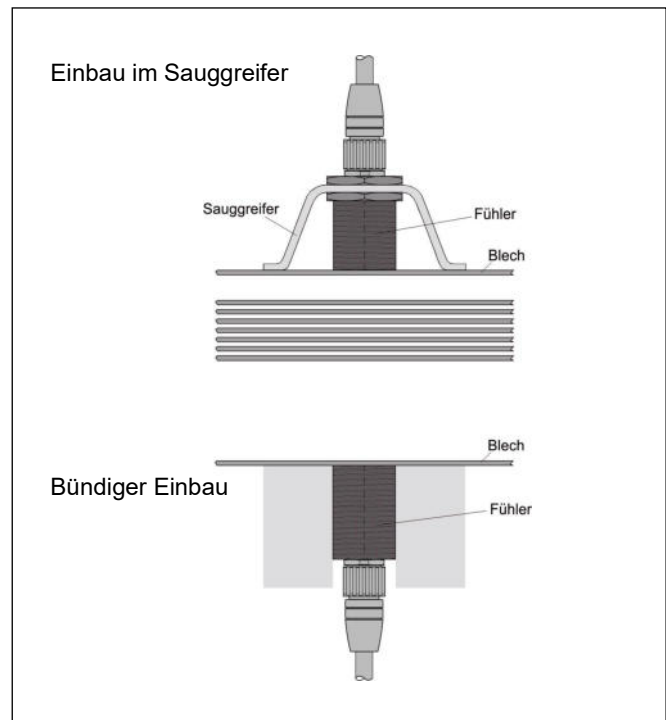 Einbau im Sauggreifer
Sauggreifer
Fühler
Blech
Blech
Bündiger Einbau
Fühler